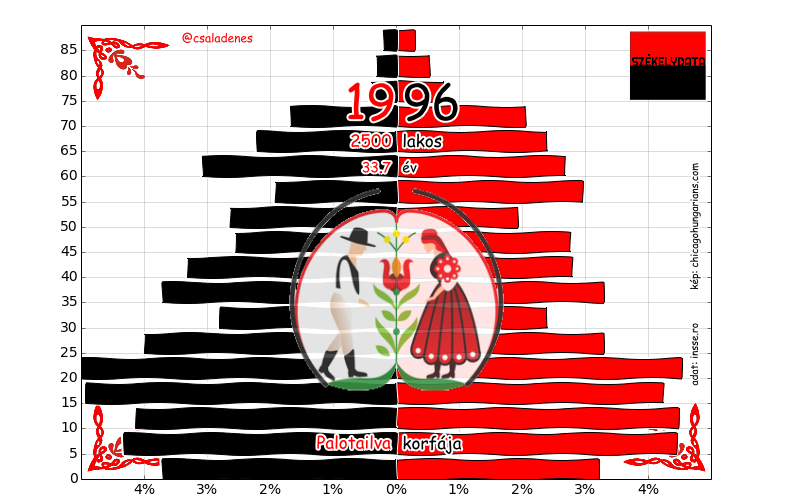 @csaladenes
SZÉKELYDATA
1996
2500 lakos
33.7 év
kép: chicagohungarians.com
adat: insse.ro
Palotailva korfája
85
80
75
70
65
60
55
50
45
40
35
30
25
20
15
10
5
0
4% 3% 2% 1% 0% 1% 2% 3% 4%